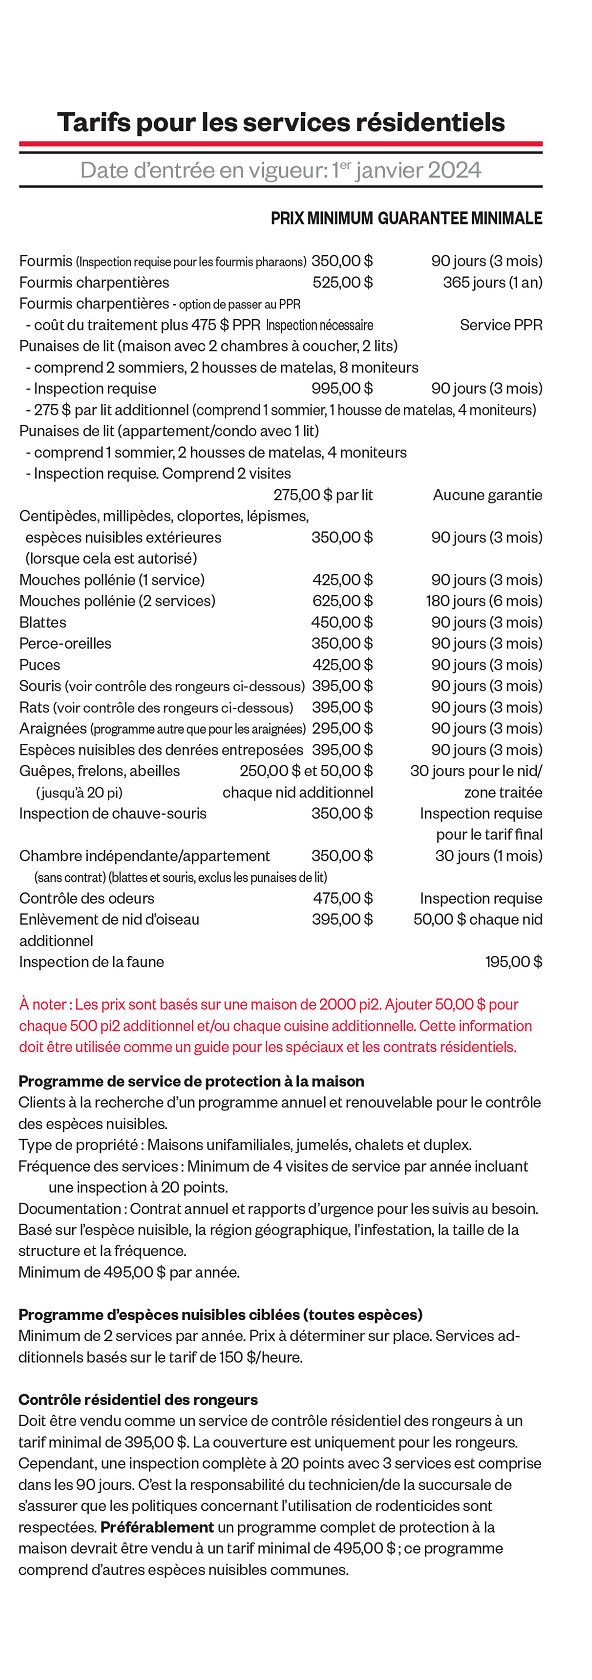 Tarifs pour les services résidentiels
Date d'entrée en vigueur: 1er janvier 2024
PRIX MINIMUM GUARANTEE MINIMALE
Fourmis (Inspection requise pour les fourmis pharaons) 350,00 $ 90 jours (3 mois)
Fourmis charpentières 525,00 $ 365 jours (1 an)
Fourmis charpentières - option de passer au PPR
- coût du traitement plus 475 $ PPR Inspection nécessaire Service PPR
Punaises de lit (maison avec 2 chambres à coucher, 2 lits)
- comprend 2 sommiers, 2 housses de matelas, 8 moniteurs
- Inspection requise 995,00 $ 90 jours (3 mois)
- 275 $ par lit additionnel (comprend 1 sommier, 1 housse de matelas, 4 moniteurs)
Punaises de lit (appartement/condo avec 1 lit)
- comprend 1 sommier, 2 housses de matelas, 4 moniteurs
- Inspection requise. Comprend 2 visites
275,00 $ par lit Aucune garantie
Centipèdes, millipèdes, cloportes, lépismes,
espèces nuisibles extérieures 350,00 $ 90 jours (3 mois)
(lorsque cela est autorisé)
Mouches pollénie (1 service) 425,00 $ 90 jours (3 mois)
Mouches pollénie (2 services) 625,00 $ 180 jours (6 mois)
Blattes 450,00 $ 90 jours (3 mois)
Perce-oreilles 350,00 $ 90 jours (3 mois)
Puces 425,00 $ 90 jours (3 mois)
Souris (voir contrôle des rongeurs ci-dessous) 395,00 $ 90 jours (3 mois)
Rats (voir contrôle des rongeurs ci-dessous) 395,00 $ 90 jours (3 mois)
Araignées (programme autre que pour les araignées) 295,00 $ 90 jours (3 mois)
Espèces nuisibles des denrées entreposées 395,00 $ 90 jours (3 mois)
Guêpes, frelons, abeilles 250,00 $ et 50,00 $ 30 jours pour le nid/
(jusqu'à 20 pi) chaque nid additionnel zone traitée
Inspection de chauve-souris 350,00 $ Inspection requise
pour le tarif final
Chambre indépendante/appartement 350,00 $ 30 jours (1 mois)
(sans contrat) (blattes et souris, exclus les punaises de lit)
Contrôle des odeurs 475,00 $ Inspection requise
Enlèvement de nid d'oiseau 395,00 $ 50,00 $ chaque nid
additionnel
Inspection de la faune 195,00 $
À noter : Les prix sont basés sur une maison de 2000 pi2. Ajouter 50,00 $ pour
chaque 500 pi2 additionnel et/ou chaque cuisine additionnelle. Cette information
doit être utilisée comme un guide pour les spéciaux et les contrats résidentiels.
Programme de service de protection à la maison
Clients à la recherche d'un programme annuel et renouvelable pour le contrôle
des espèces nuisibles.
Type de propriété : Maisons unifamiliales, jumelés, chalets et duplex.
Fréquence des services : Minimum de 4 visites de service par année incluant
une inspection à 20 points.
Documentation : Contrat annuel et rapports d'urgence pour les suivis au besoin.
Basé sur l'espèce nuisible, la région géographique, l'infestation, la taille de la
structure et la fréquence.
Minimum de 495,00 $ par année.
Programme d'espèces nuisibles ciblées (toutes espèces)
Minimum de 2 services par année. Prix à déterminer sur place. Services ad-
ditionnels basés sur le tarif de 150 $/heure.
Contrôle résidentiel des rongeurs
Doit être vendu comme un service de contrôle résidentiel des rongeurs à un
tarif minimal de 395,00 $. La couverture est uniquement pour les rongeurs.
Cependant, une inspection complète à 20 points avec 3 services est comprise
dans les 90 jours. C'est la responsabilité du technicien/de la succursale de
s'assurer que les politiques concernant l'utilisation de rodenticides sont
respectées. Préférablement un programme complet de protection à la
maison devrait être vendu à un tarif minimal de 495,00 $ ; ce programme
comprend d'autres espèces nuisibles communes.